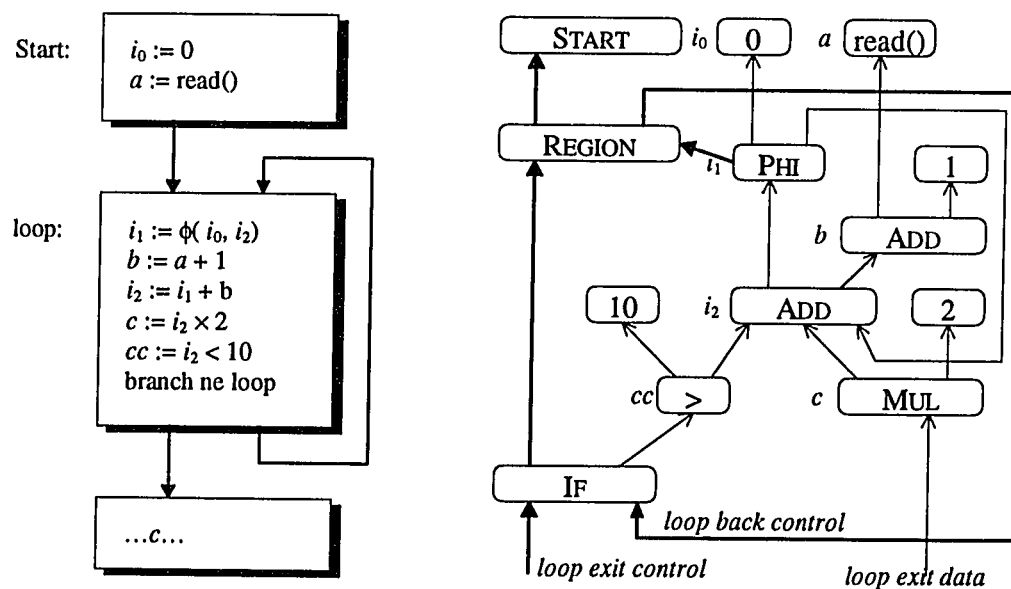 Start:
i₀ := 0
a := read()
loop:
i₁ := ϕ( i₀, i₂)
b := a + 1
i₂ := i₁ + b
c := i₂ × 2
cc := i₂ < 10
branch ne loop
...c...
START
i₀ 0
a read()
REGION
i₁ PHI
1
b ADD
10
i₂ ADD
2
cc >
c MUL
IF
loop back control
loop exit control
loop exit data